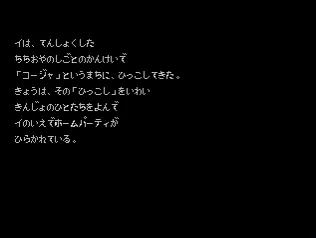 イは、てんしょくした
ちちおやのしごとのかんけいで
「コージャ」というまちに、ひっこしてきた。
きょうは、その「ひっこし」をいわい
きんじょのひとたちをよんで
イのいえでホームパーティが
ひらかれている。